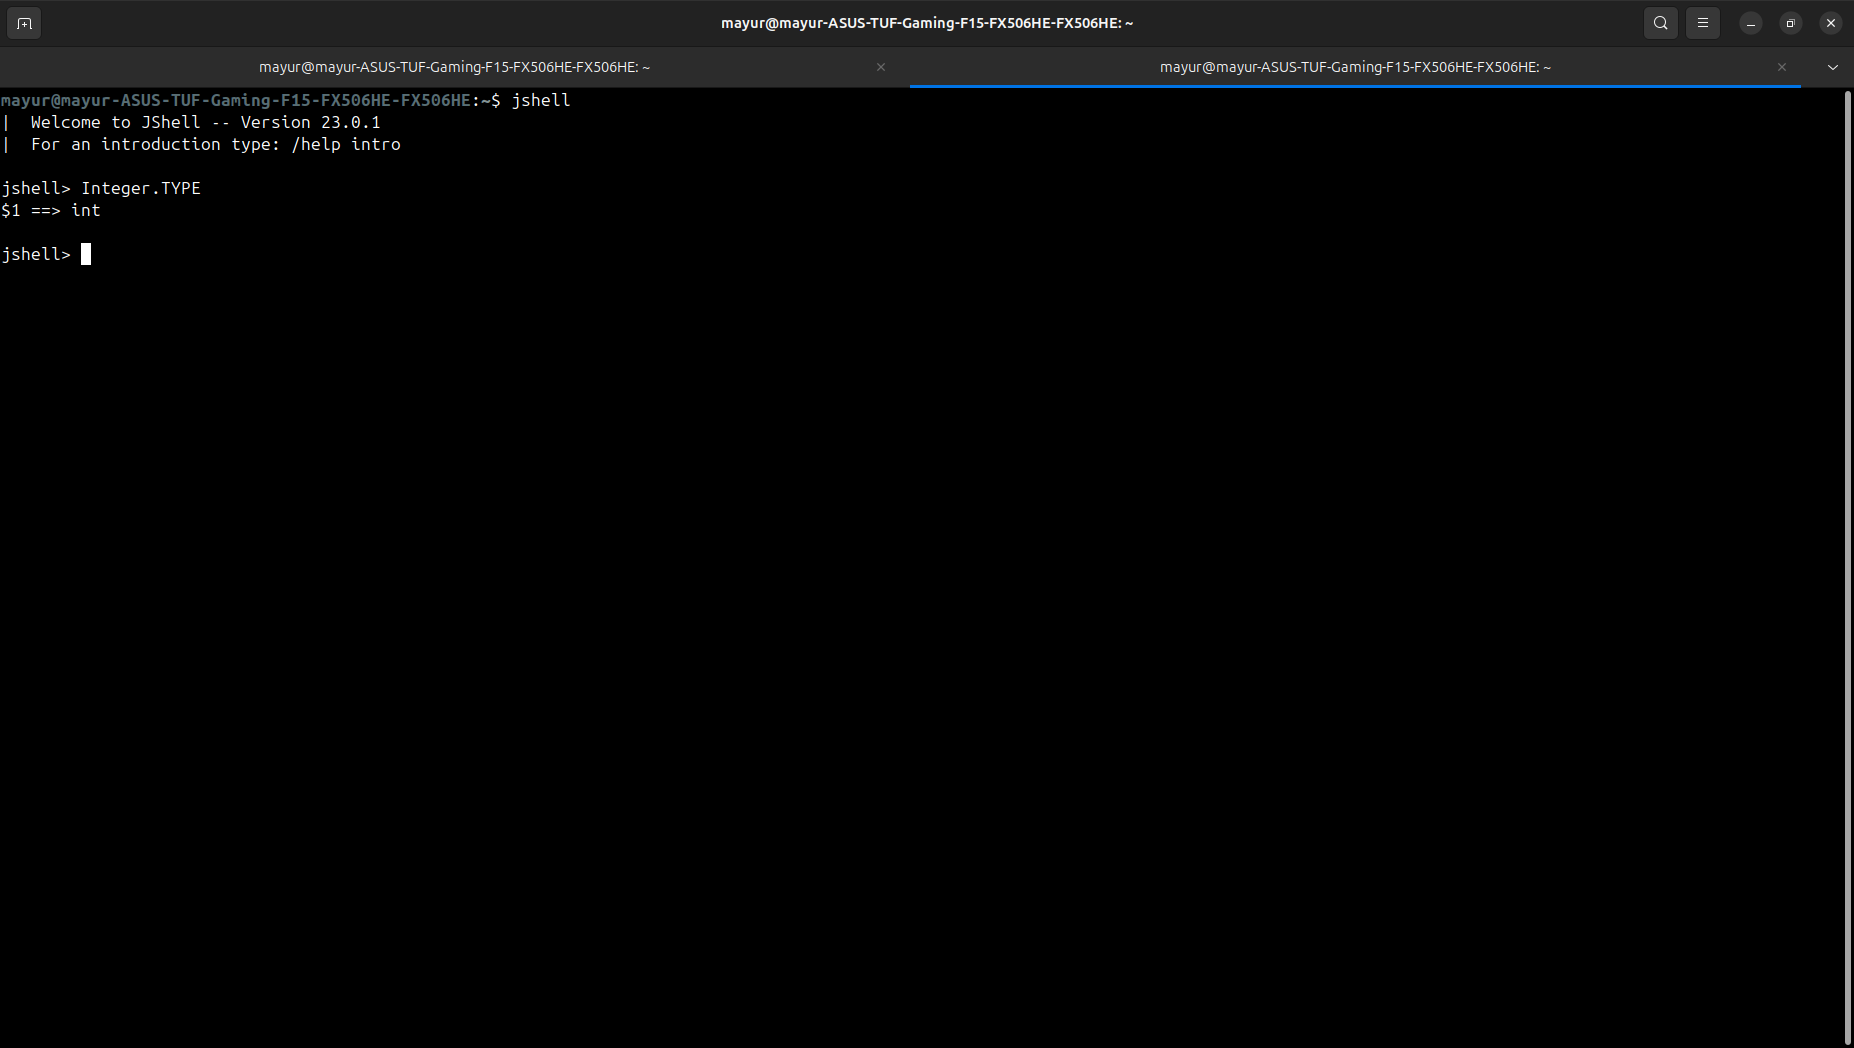 mayur@mayur-ASUS-TUF-Gaming-F15-FX506HE-FX506HE: ~
mayur@mayur-ASUS-TUF-Gaming-F15-FX506HE-FX506HE: ~
mayur@mayur-ASUS-TUF-Gaming-F15-FX506HE-FX506HE: ~
mayur@mayur-ASUS-TUF-Gaming-F15-FX506HE-FX506HE:~$ jshell
|  Welcome to JShell -- Version 23.0.1
|  For an introduction type: /help intro
jshell> Integer.TYPE
$1 ==> int
jshell>